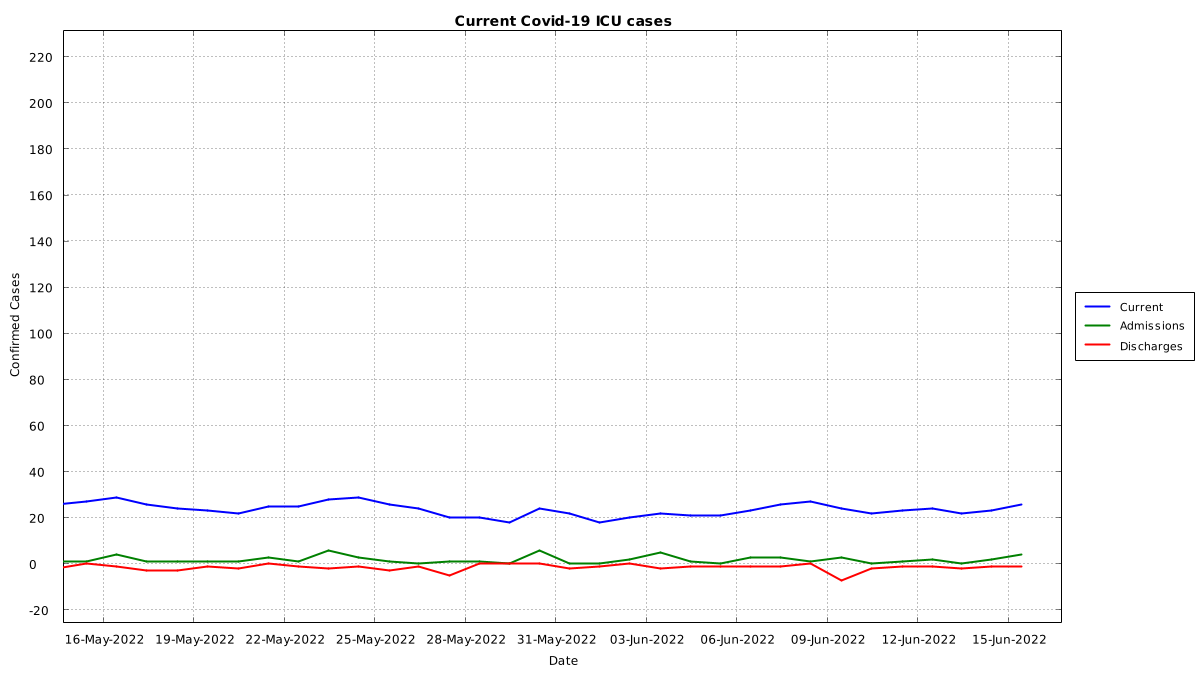 Current Covid-19 ICU cases
220
200
180
160
140
120
100
80
60
40
20
0
-20
Confirmed Cases
16-May-2022 19-May-2022 22-May-2022 25-May-2022 28-May-2022 31-May-2022 03-Jun-2022 06-Jun-2022 09-Jun-2022 12-Jun-2022 15-Jun-2022
Date
Current
Admissions
Discharges